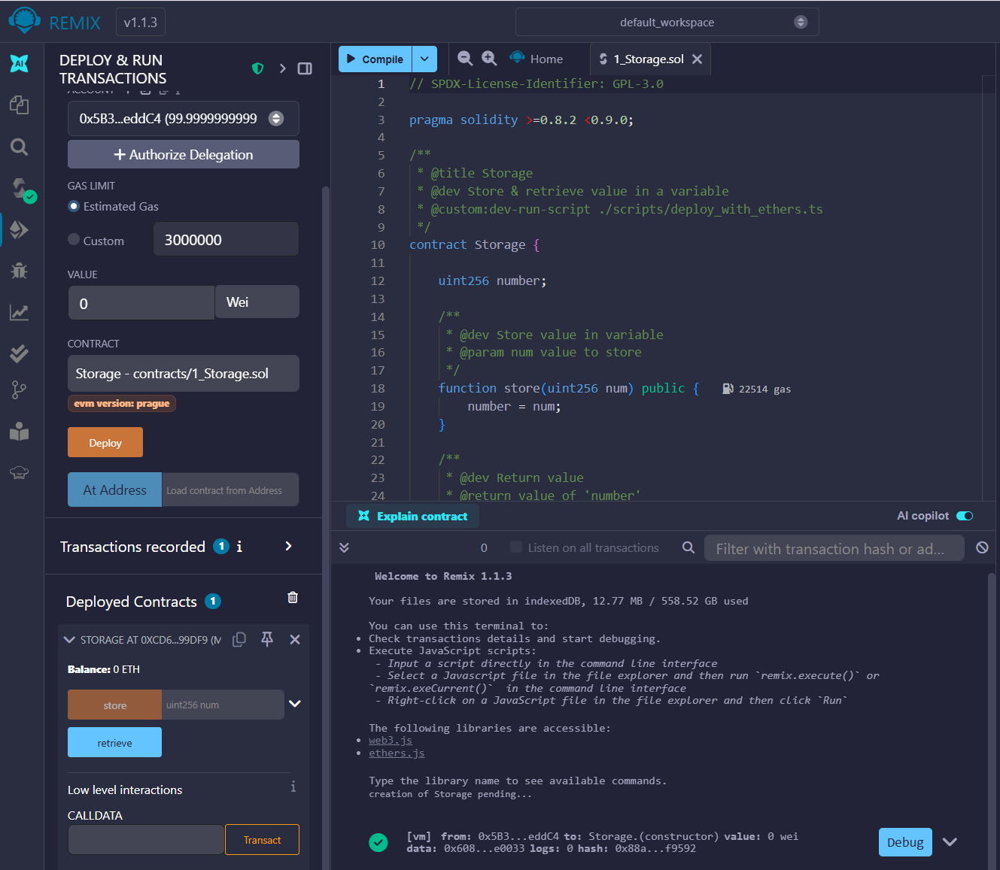 REMIX v1.1.3
default_workspace
AI
DEPLOY & RUN
TRANSACTIONS
ACCOUNT
0x5B3...eddC4 (99.9999999999
Authorize Delegation
GAS LIMIT
Estimated Gas
Custom
3000000
VALUE
0
Wei
CONTRACT
Storage - contracts/1_Storage.sol
evm version: prague
Deploy
At Address
Load contract from Address
Transactions recorded 1 i
Deployed Contracts 1
STORAGE AT 0XCD6...99DF9 (M
Balance: 0 ETH
store
uint256 num
retrieve
Low level interactions
i
CALLDATA
Transact
Compile
Home
1_Storage.sol
1 // SPDX-License-Identifier: GPL-3.0
2
3 pragma solidity >=0.8.2 <0.9.0;
4
5 /**
6 * @title Storage
7 * @dev Store & retrieve value in a variable
8 * @custom:dev-run-script ./scripts/deploy_with_ethers.ts
9 */
10 contract Storage {
11
12 uint256 number;
13
14 /**
15 * @dev Store value in variable
16 * @param num value to store
17 */
18 function store(uint256 num) public { 22514 gas
19 number = num;
20 }
21
22 /**
23 * @dev Return value
24 * @return value of 'number'
Explain contract
AI copilot
0
Listen on all transactions
Filter with transaction hash or ad...
Welcome to Remix 1.1.3
Your files are stored in indexedDB, 12.77 MB / 558.52 GB used
You can use this terminal to:
• Check transactions details and start debugging.
• Execute JavaScript scripts:
- Input a script directly in the command line interface
- Select a Javascript file in the file explorer and then run `remix.execute()` or
`remix.exeCurrent()` in the command line interface
- Right-click on a JavaScript file in the file explorer and then click `Run`
The following libraries are accessible:
• web3.js
• ethers.js
Type the library name to see available commands.
creation of Storage pending...
[vm] from: 0x5B3...eddC4 to: Storage.(constructor) value: 0 wei
data: 0x608...e0033 logs: 0 hash: 0x88a...f9592
Debug